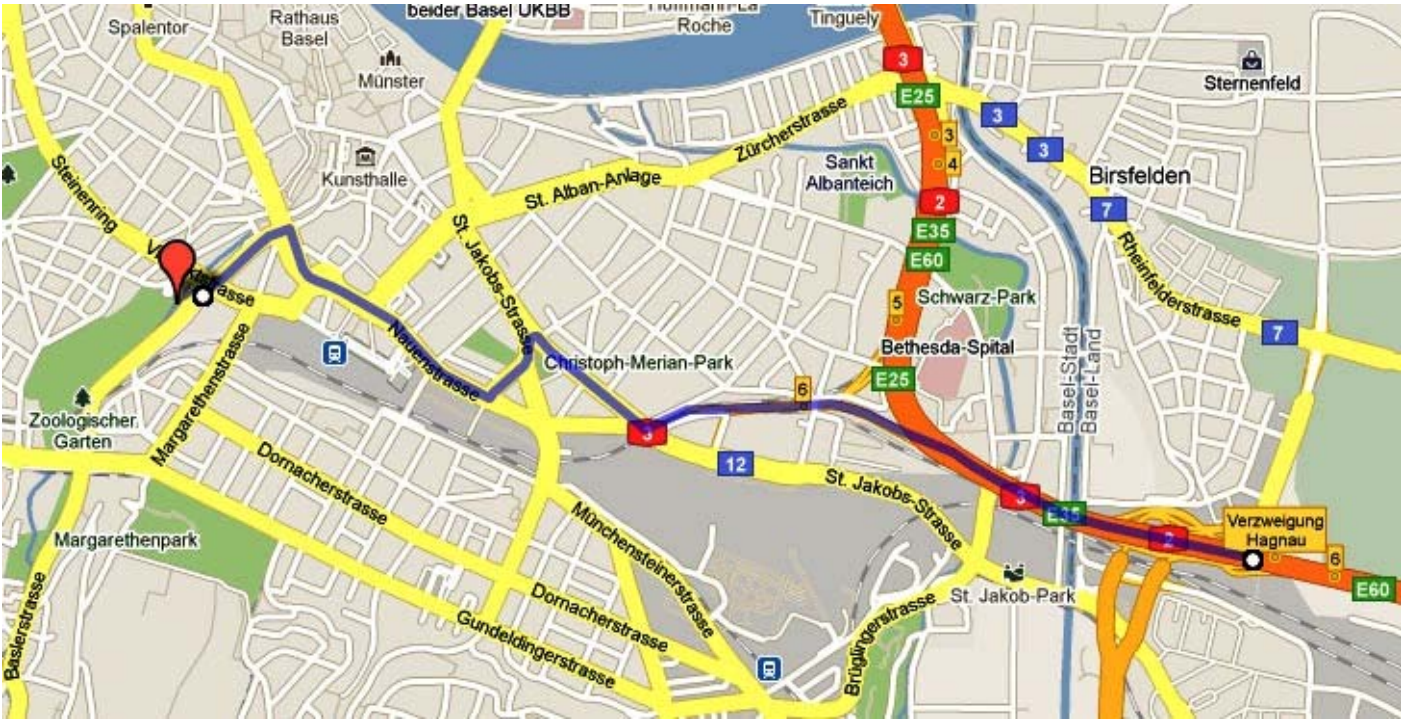 beider Basel UKBB
Hoffmann-La
Roche
Tinguely
Rathaus
Basel
Spalentor
Münster
3
E25
Sternenfeld
3
3
3
4
Zürcherstrasse
Sankt
Albanteich
Birsfelden
Kunsthalle
St. Alban-Anlage
Steinenring
2
7
E35
E60
St. Jakobs-Strasse
Rheinfelderstrasse
5
Schwarz-Park
7
Margarethenstrasse
Nauenstrasse
Christoph-Merian-Park
Bethesda-Spital
E25
Basel-Stadt
Basel-Land
6
Zoologischer
Garten
3
12
Dornacherstrasse
St. Jakobs-Strasse
3
E35
2
Verzweigung
Hagnau
6
E60
Margarethenpark
Münchensteinerstrasse
St. Jakob-Park
Baslerstrasse
Dornacherstrasse
Gundeldingerstrasse
Brüglingerstrasse